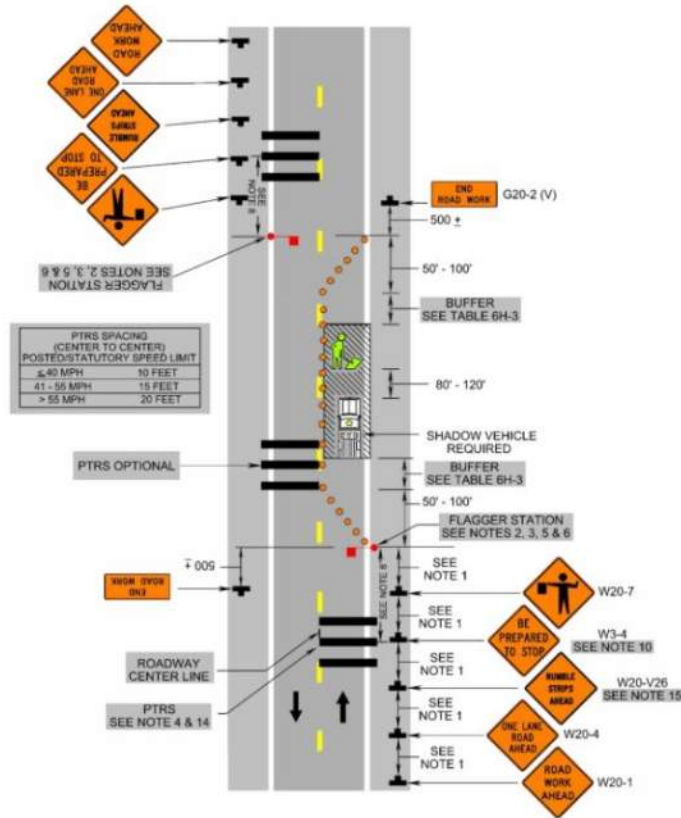 ROAD
WORK
AHEAD
ONE LANE
ROAD
AHEAD
RUMBLE
STRIPS
AHEAD
BE
PREPARED
TO STOP
SEE
NOTE 8
FLAGGER STATION
SEE NOTES 2, 3, 5 & 6
END
ROAD WORK
G20-2 (V)
500 ±
50' - 100'
BUFFER
SEE TABLE 6H-3
PTRS SPACING
(CENTER TO CENTER)
POSTED/STATUTORY SPEED LIMIT
≤40 MPH 10 FEET
41 - 55 MPH 15 FEET
> 55 MPH 20 FEET
80' - 120'
SHADOW VEHICLE
REQUIRED
PTRS OPTIONAL
BUFFER
SEE TABLE 6H-3
50' - 100'
FLAGGER STATION
SEE NOTES 2, 3, 5 & 6
500 ±
END
ROAD WORK
SEE NOTE 8
SEE
NOTE 1
W20-7
SEE
NOTE 1
BE
PREPARED
TO STOP
W3-4
SEE NOTE 10
ROADWAY
CENTER LINE
SEE
NOTE 1
RUMBLE
STRIPS
AHEAD
W20-V26
SEE NOTE 15
PTRS
SEE NOTE 4 & 14
SEE
NOTE 1
ONE LANE
ROAD
AHEAD
W20-4
SEE
NOTE 1
ROAD
WORK
AHEAD
W20-1